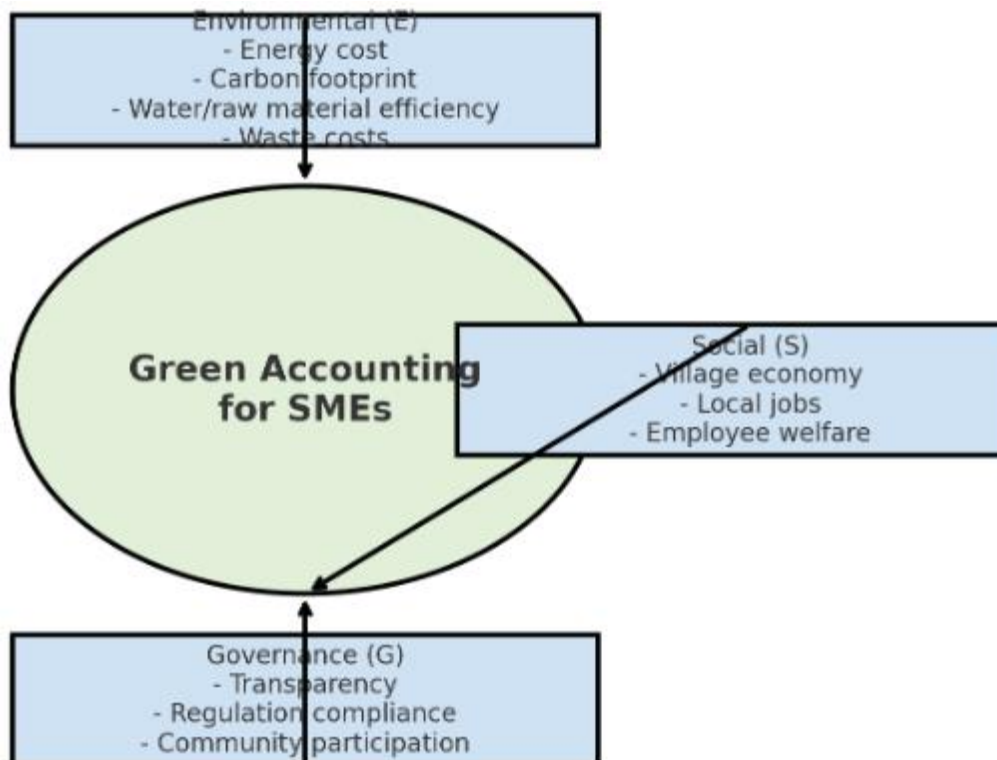 Environmental (E)
- Energy cost
- Carbon footprint
- Water/raw material efficiency
- Waste costs
Green Accounting
for SMEs
Social (S)
- Village economy
- Local jobs
- Employee welfare
Governance (G)
- Transparency
- Regulation compliance
- Community participation